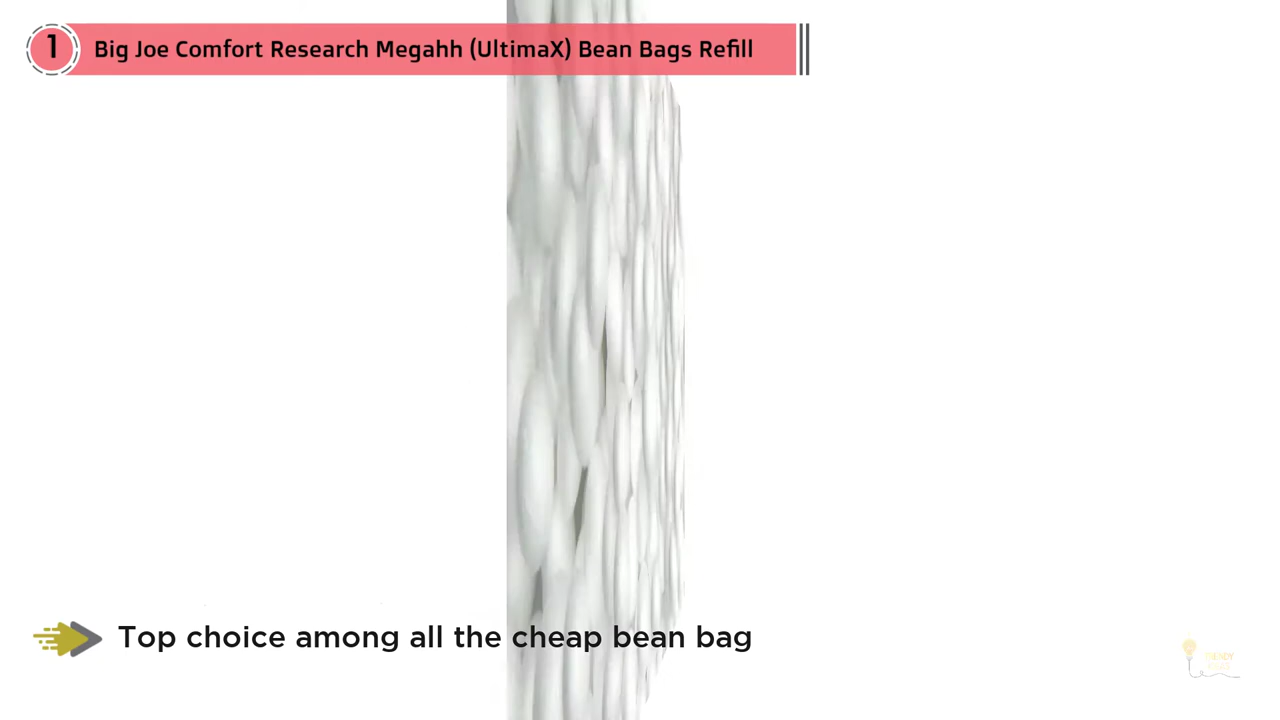 1
Big Joe Comfort Research Megahh (UltimaX) Bean Bags Refill
Top choice among all the cheap bean bag